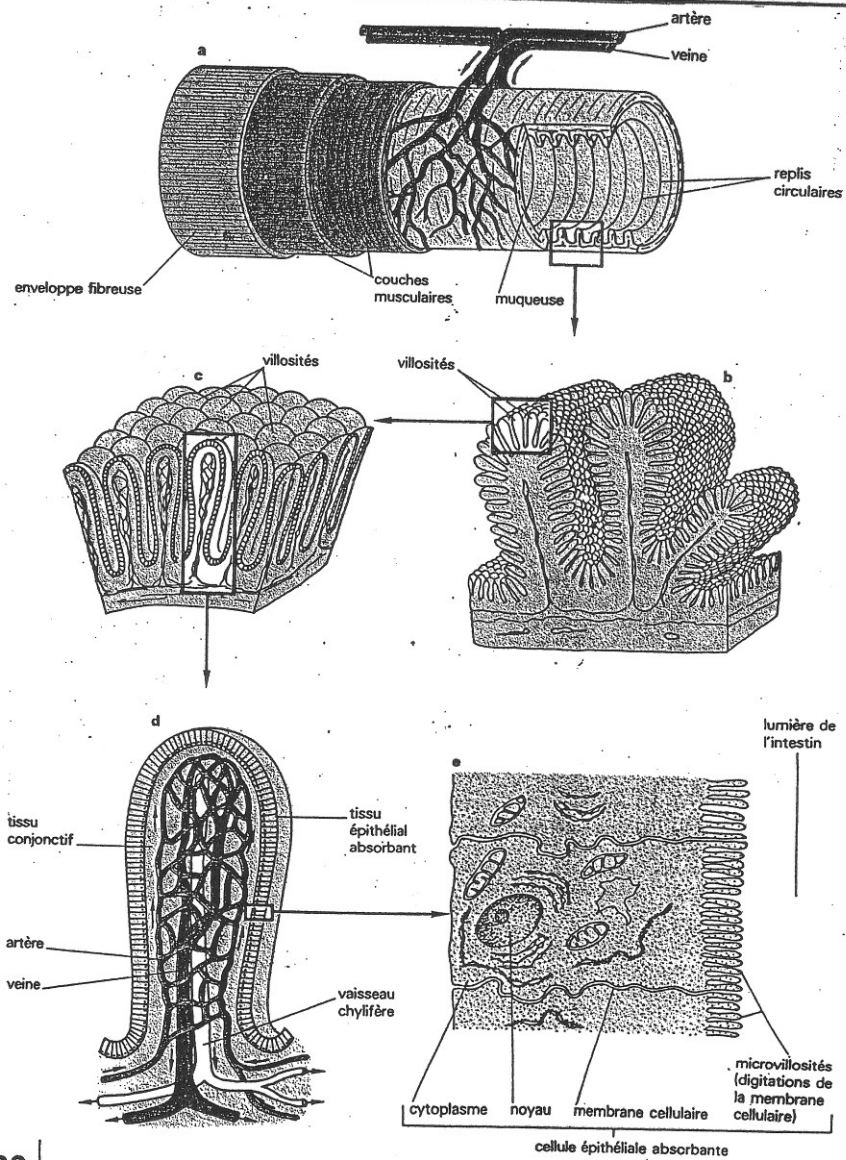 artère
veine
a
replis
circulaires
enveloppe fibreuse
couches
musculaires
muqueuse
villosités
c
villosités
b
d
lumière de
l'intestin
e
tissu
conjonctif
tissu
épithélial
absorbant
artère
veine
vaisseau
chylifère
microvillosités
(digitations de
la membrane
cellulaire)
cytoplasme
noyau
membrane cellulaire
cellule épithéliale absorbante